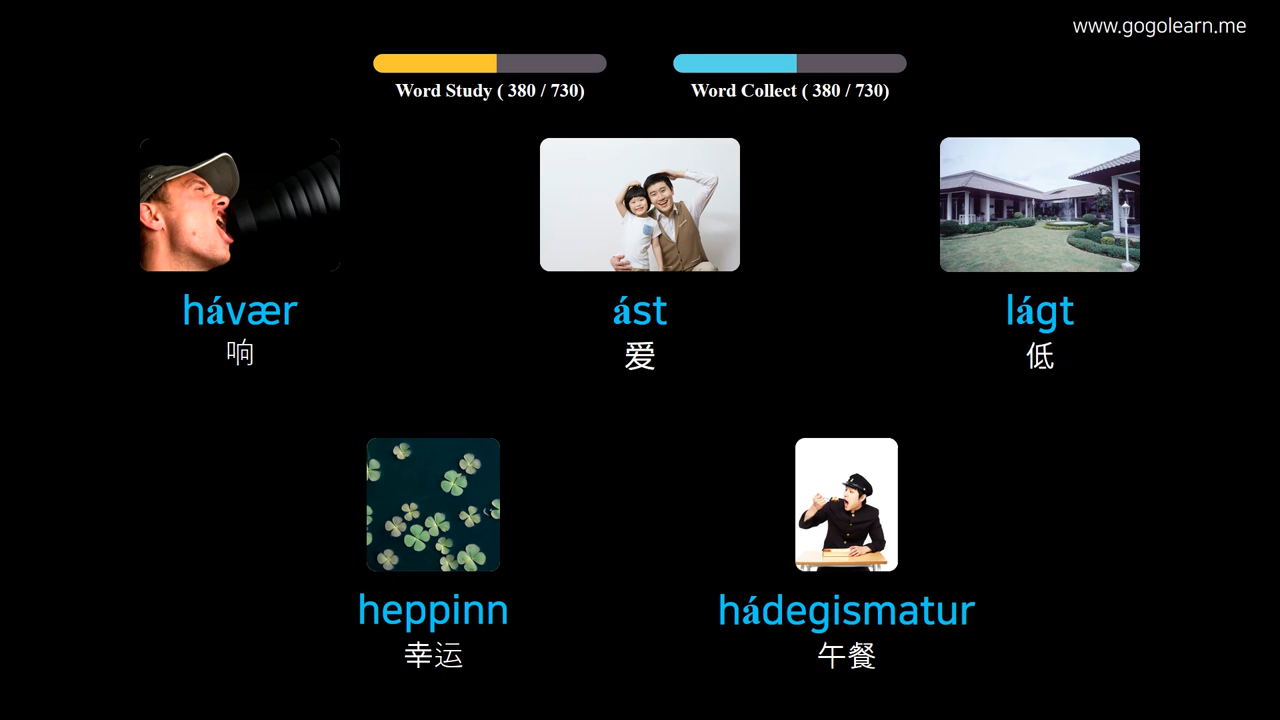 www.gogolearn.me
Word Study ( 380 / 730)
Word Collect ( 380 / 730)
hávær
响
ást
爱
lágt
低
heppinn
幸运
hádegismatur
午餐